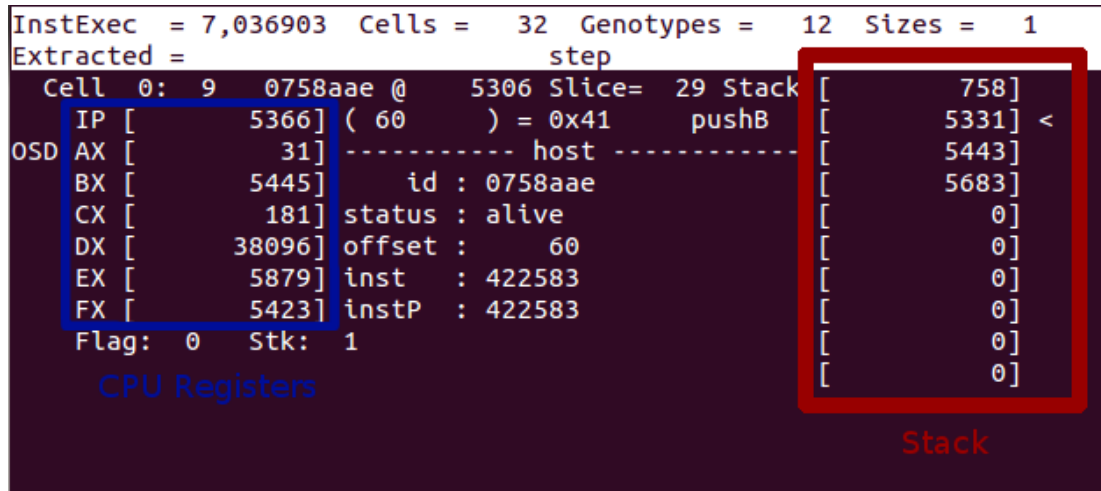 InstExec = 7,036903 Cells = 32 Genotypes = 12 Sizes = 1
Extracted = step
Cell 0: 9 0758aae @ 5306 Slice= 29 Stack [ 758]
IP [ 5366] ( 60 ) = 0x41 pushB [ 5331] <
OSD AX [ 31] ----------- host ------------ [ 5443]
BX [ 5445] id : 0758aae [ 5683]
CX [ 181] status : alive [ 0]
DX [ 38096] offset : 60 [ 0]
EX [ 5879] inst : 422583 [ 0]
FX [ 5423] instP : 422583 [ 0]
Flag: 0 Stk: 1 [ 0]
CPU Registers [ 0]
Stack